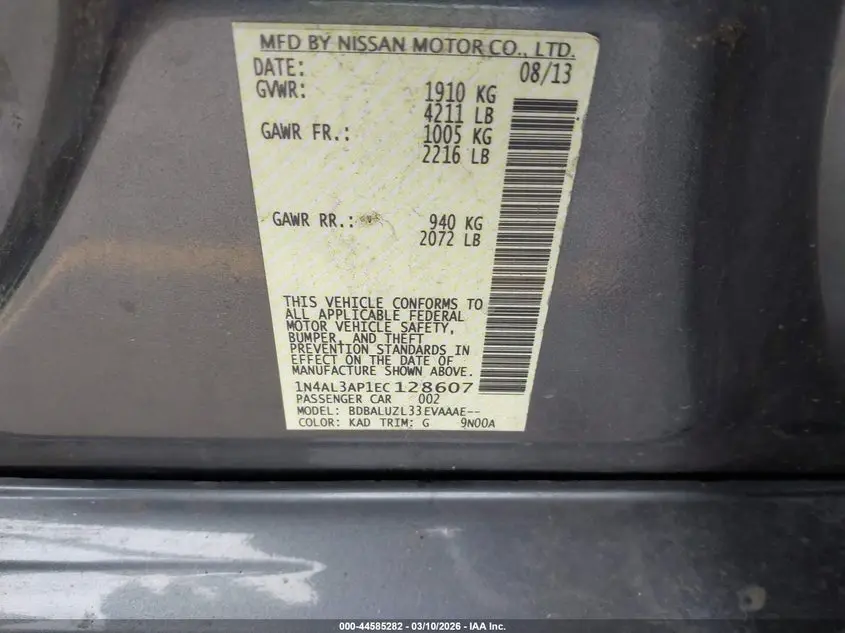 MFD BY NISSAN MOTOR CO., LTD.
DATE: 08/13
GVWR: 1910 KG
4211 LB
GAWR FR.: 1005 KG
2216 LB
GAWR RR.: 940 KG
2072 LB
THIS VEHICLE CONFORMS TO
ALL APPLICABLE FEDERAL
MOTOR VEHICLE SAFETY,
BUMPER, AND THEFT
PREVENTION STANDARDS IN
EFFECT ON THE DATE OF
MANUFACTURE SHOWN ABOVE.
1N4AL3AP1EC128607
PASSENGER CAR 002
MODEL: BDBALUZL33EVAAAE--
COLOR: KAD TRIM: G 9N00A
000-44585282 — 03/10/2026 — IAA Inc.